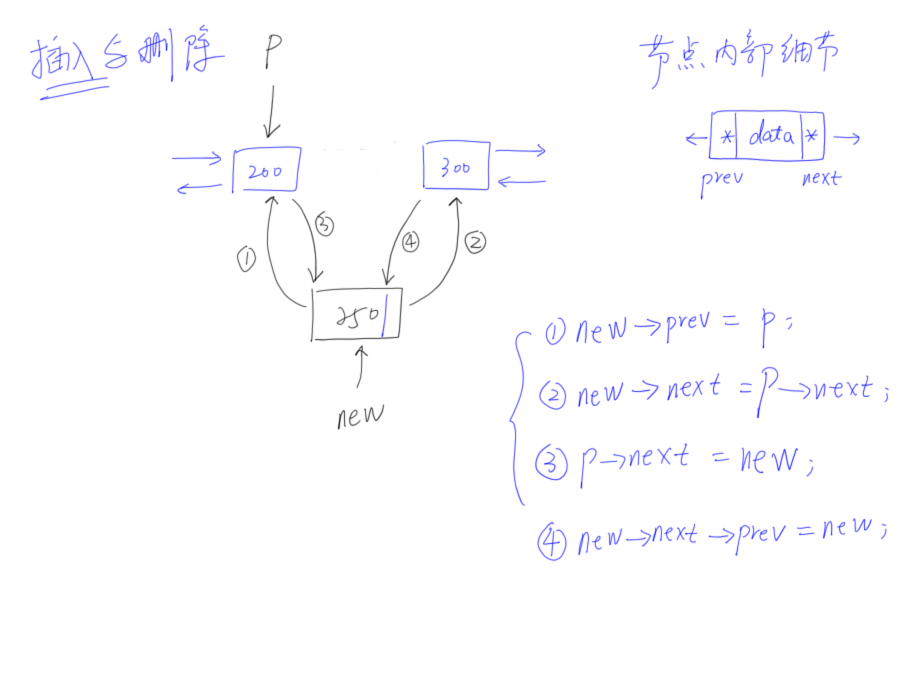 插入与删除
P
节点内部细节
* data *
prev next
200
300
①
③
④
②
250
new
① new→prev = p;
② new→next = P→next;
③ p→next = new;
④ new→next→prev = new;